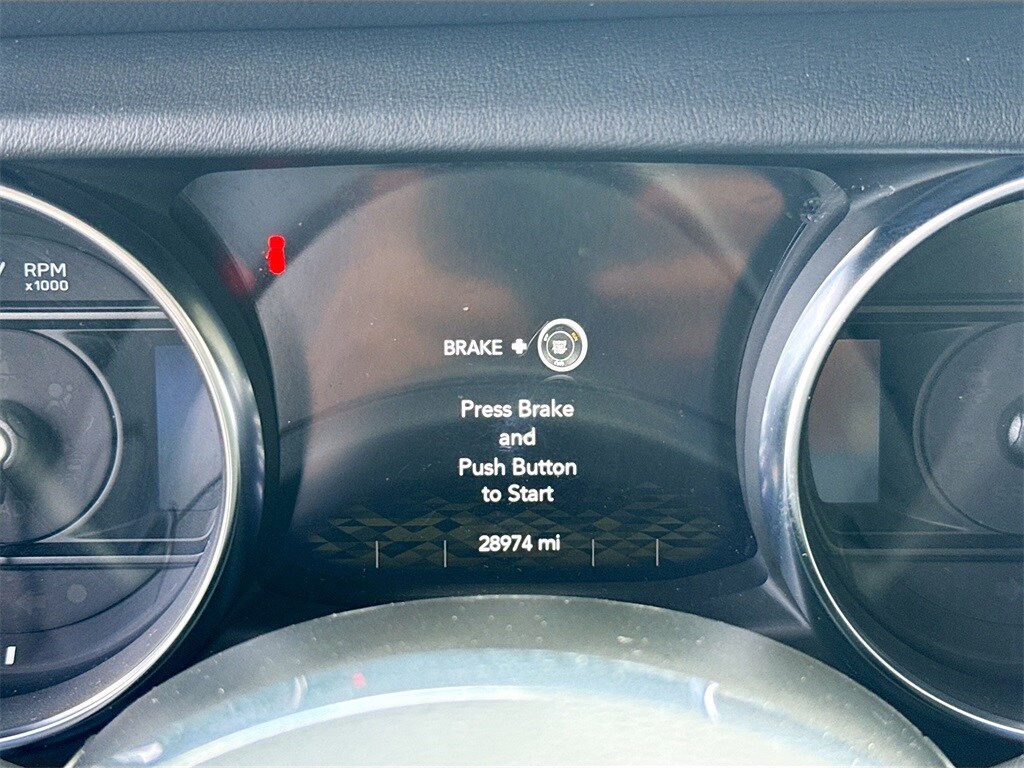 RPM
x1000
BRAKE +
Press Brake
and
Push Button
to Start
28974 mi